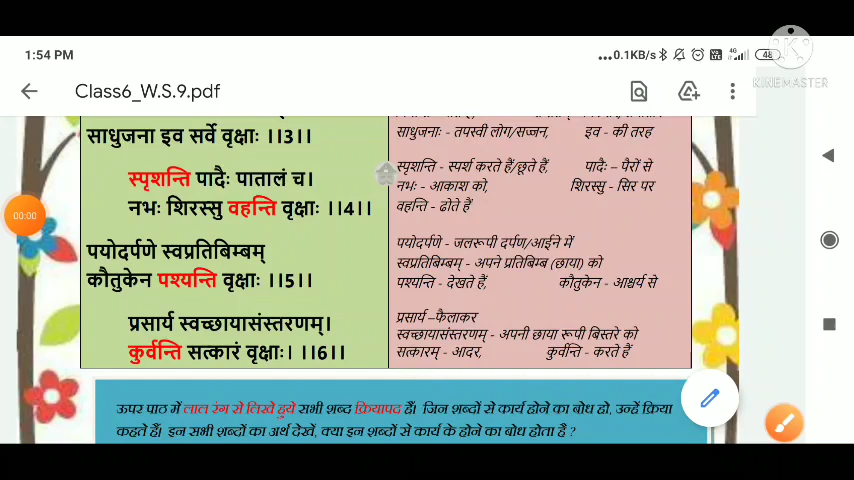 1:54 PM
...0.1KB/s 4G 48
KINEMASTER
Class6_W.S.9.pdf
साधुजना इव सर्वे वृक्षाः ।।3।।
स्पृशन्ति पादैः पातालं च।
नभः शिरस्सु वहन्ति वृक्षाः ।।4।।
पयोदर्पणे स्वप्रतिबिम्बम्
कौतुकेन पश्यन्ति वृक्षाः ।।5।।
प्रसार्य स्वच्छायासंस्तरणम्।
कुर्वन्ति सत्कारं वृक्षाः। ।।6।।
साधुजनाः - तपस्वी लोग/सज्जन, इव - की तरह
स्पृशन्ति - स्पर्श करते हैं/छूते हैं, पादैः – पैरों से
नभः - आकाश को, शिरस्सु - सिर पर
वहन्ति - ढोते हैं
पयोदर्पणे - जलरूपी दर्पण/आईने में
स्वप्रतिबिम्बम् - अपने प्रतिबिम्ब (छाया) को
पश्यन्ति - देखते हैं, कौतुकेन - आश्चर्य से
प्रसार्य –फैलाकर
स्वच्छायासंस्तरणम् - अपनी छाया रूपी बिस्तरे को
सत्कारम् - आदर, कुर्वन्ति - करते हैं
00:00
ऊपर पाठ में लाल रंग से लिखे हुये सभी शब्द क्रियापद हैं। जिन शब्दों से कार्य होने का बोध हो, उन्हें क्रिया
कहते हैं। इन सभी शब्दों का अर्थ देखें, क्या इन शब्दों से कार्य के होने का बोध होता है ?